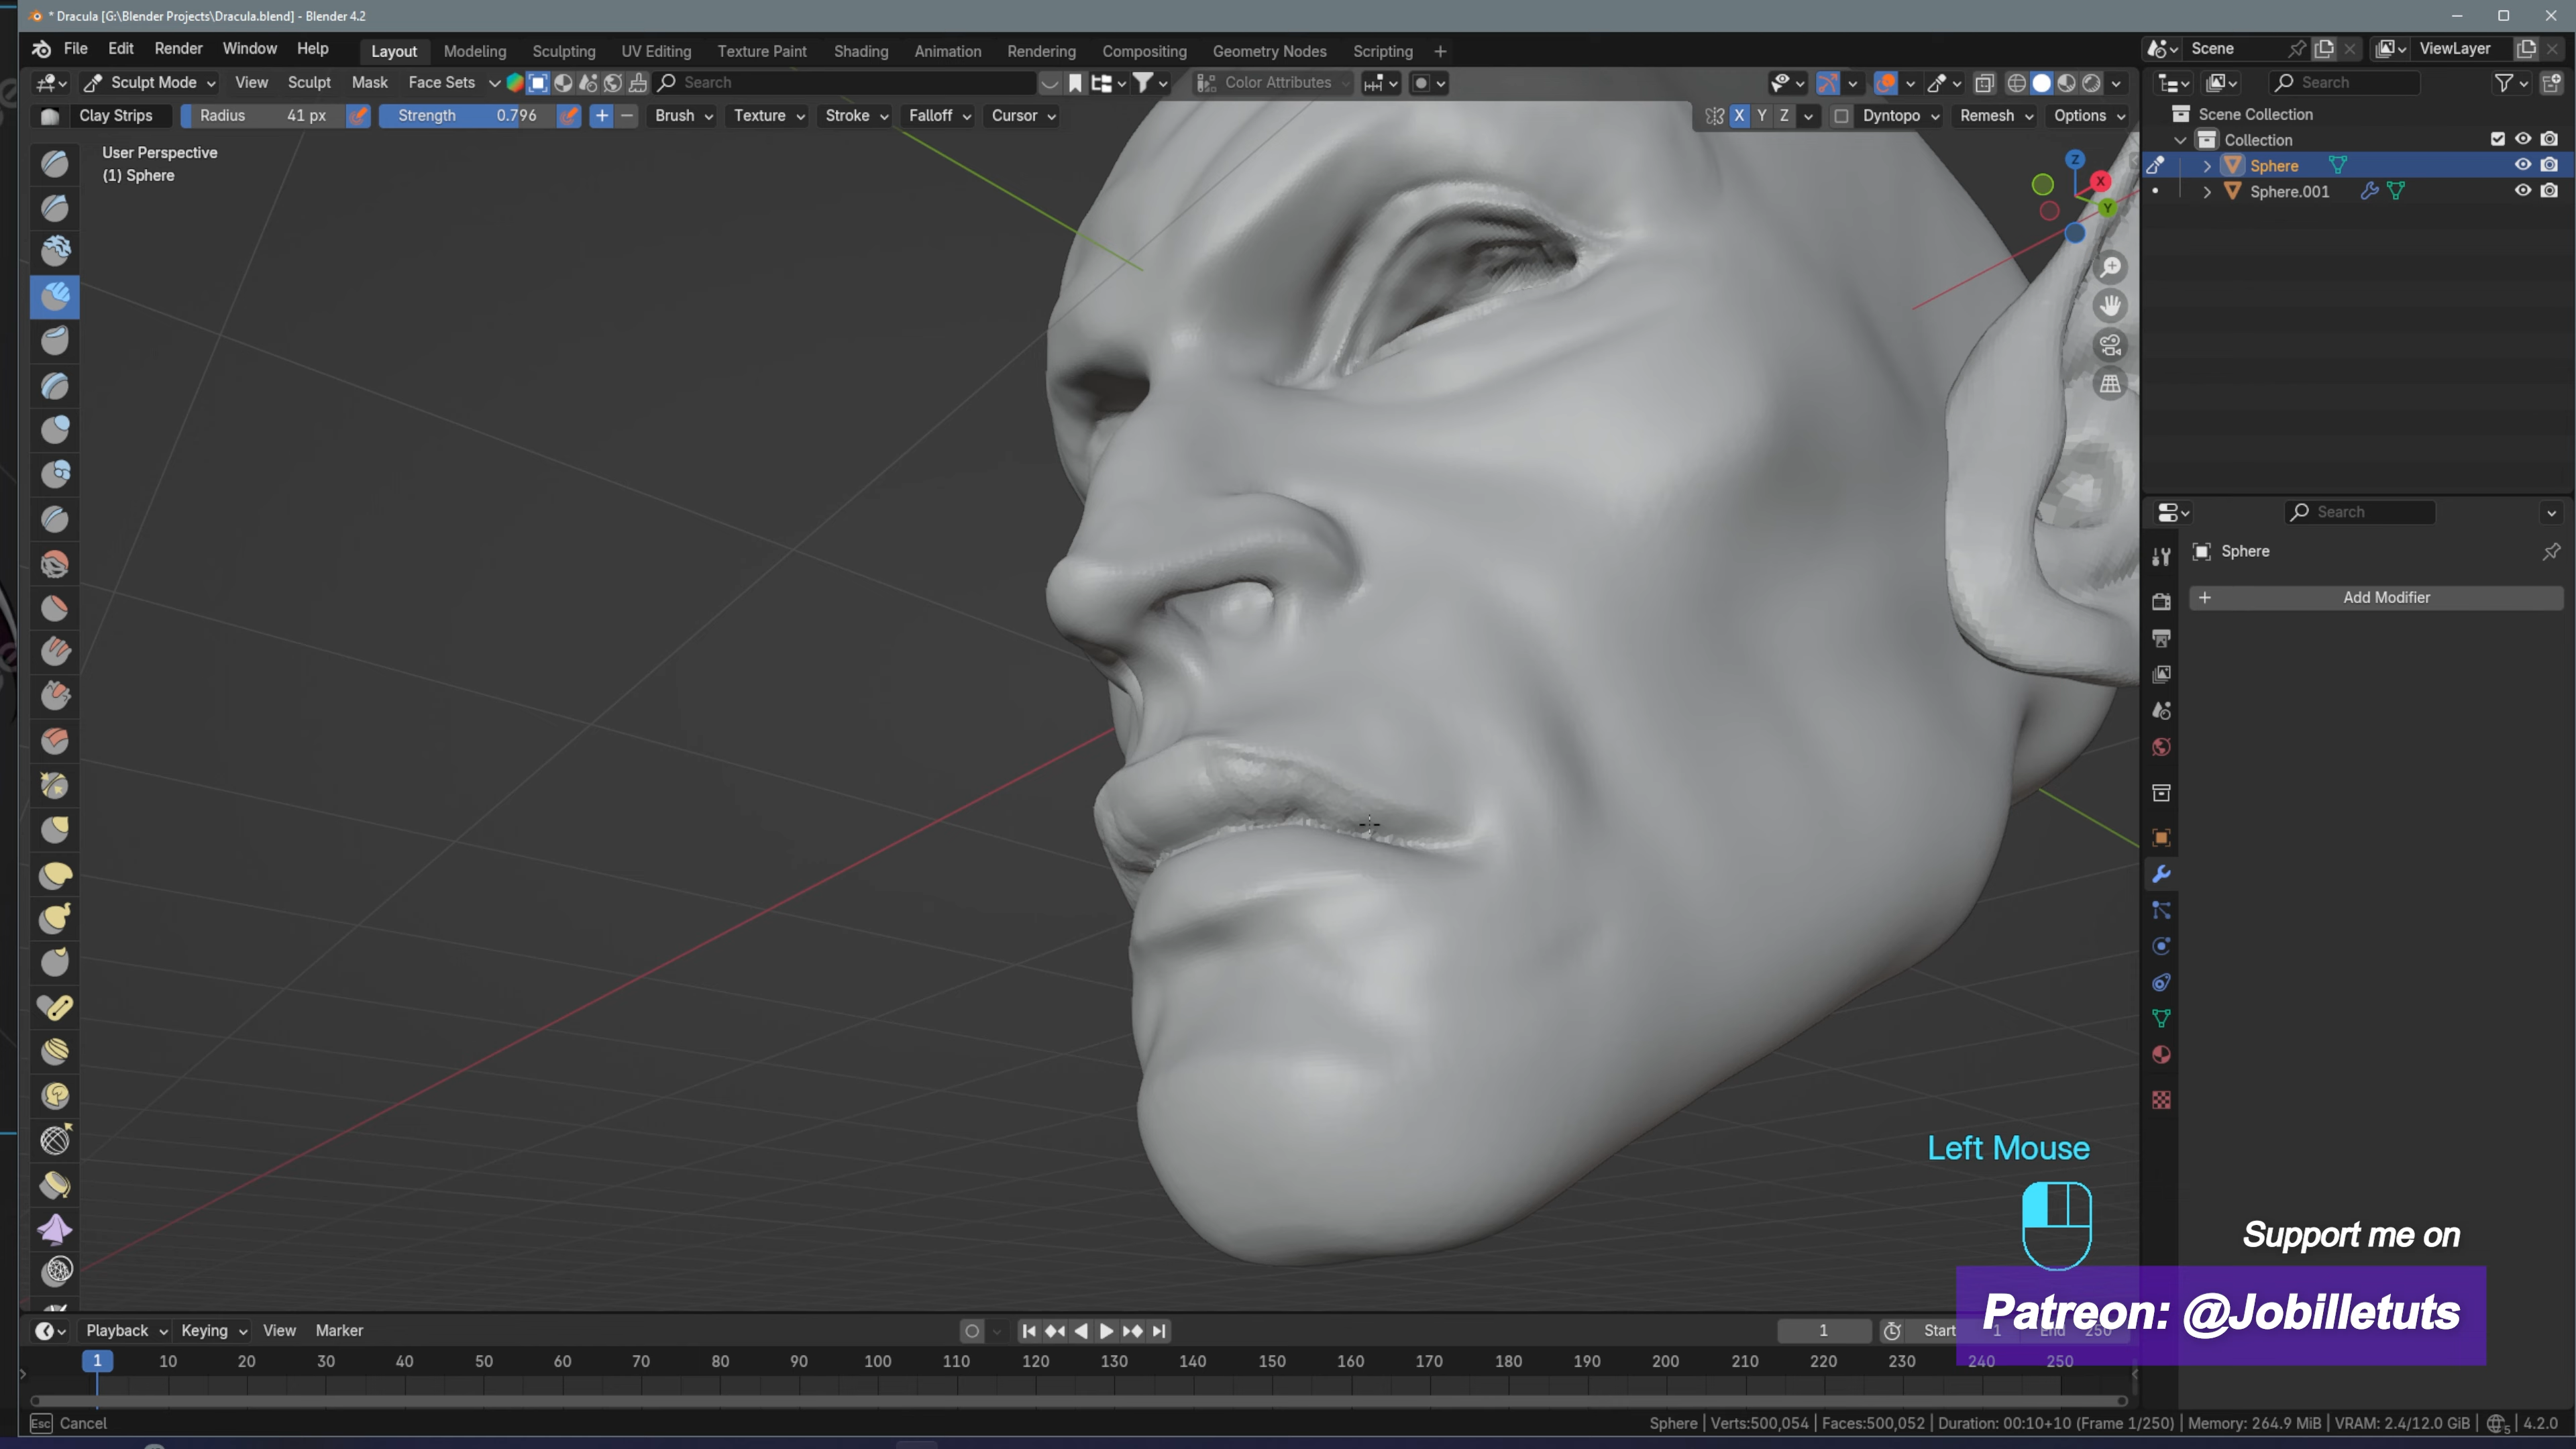 * Dracula [G:\Blender Projects\Dracula.blend] - Blender 4.2
File Edit Render Window Help Layout Modeling Sculpting UV Editing Texture Paint Shading Animation Rendering Compositing Geometry Nodes Scripting + Scene ViewLayer
Sculpt Mode View Sculpt Mask Face Sets Search Color Attributes Search
Clay Strips Radius 41 px Strength 0.796 Brush Texture Stroke Falloff Cursor X Y Z Dyntopo Remesh Options
Scene Collection
Collection
User Perspective
(1) Sphere
Sphere
Sphere.001
Z
X
Y
Search
Sphere
+ Add Modifier
Left Mouse
Support me on
Patreon: @Jobilletuts
Playback Keying View Marker 1 Start 1 End 250
1 10 20 30 40 50 60 70 80 90 100 110 120 130 140 150 160 170 180 190 200 210 220 230 240 250
Esc Cancel Sphere | Verts:500,054 | Faces:500,052 | Duration: 00:10+10 (Frame 1/250) | Memory: 264.9 MiB | VRAM: 2.4/12.0 GiB | 5 | 4.2.0